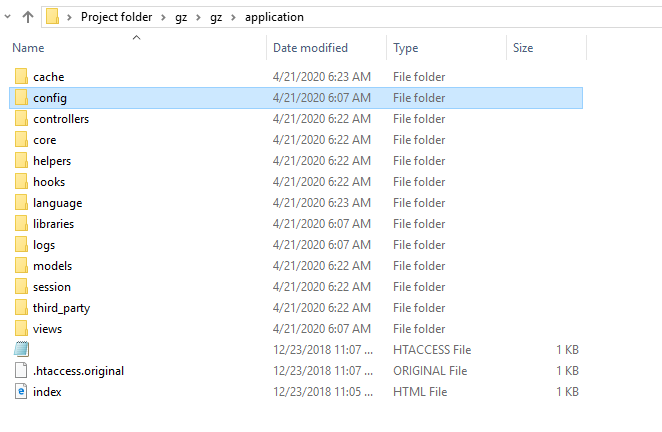 Project folder > gz > gz > application
Name Date modified Type Size
cache 4/21/2020 6:23 AM File folder
config 4/21/2020 6:07 AM File folder
controllers 4/21/2020 6:22 AM File folder
core 4/21/2020 6:22 AM File folder
helpers 4/21/2020 6:22 AM File folder
hooks 4/21/2020 6:22 AM File folder
language 4/21/2020 6:23 AM File folder
libraries 4/21/2020 6:07 AM File folder
logs 4/21/2020 6:07 AM File folder
models 4/21/2020 6:22 AM File folder
session 4/21/2020 6:22 AM File folder
third_party 4/21/2020 6:22 AM File folder
views 4/21/2020 6:07 AM File folder
12/23/2018 11:07 ... HTACCESS File 1 KB
.htaccess.original 12/23/2018 11:07 ... ORIGINAL File 1 KB
index 12/23/2018 11:05 ... HTML File 1 KB